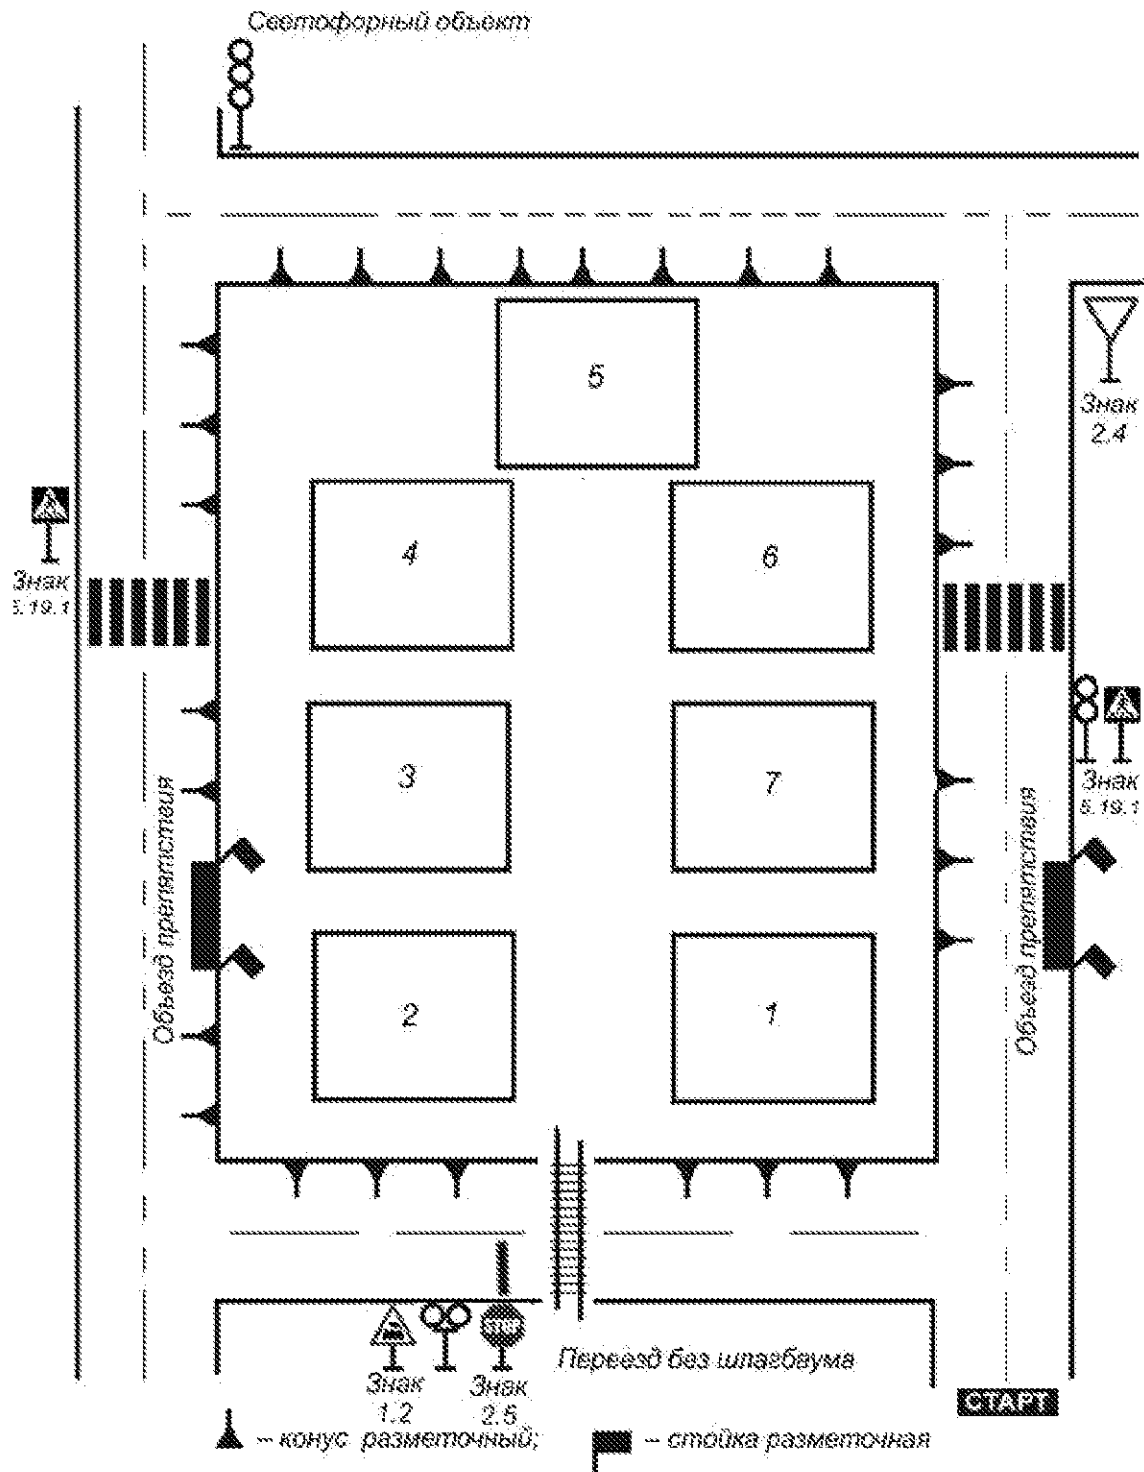 Светофорный объект
5
Знак
2.4
4
6
Знак
5.19.1
3
7
Знак
5.19.1
Объезд препятствия
Объезд препятствия
2
1
STOP
Переезд без шлагбаума
Знак
1.2
Знак
2.5
СТАРТ
– конус разметочный;
– стойка разметочная